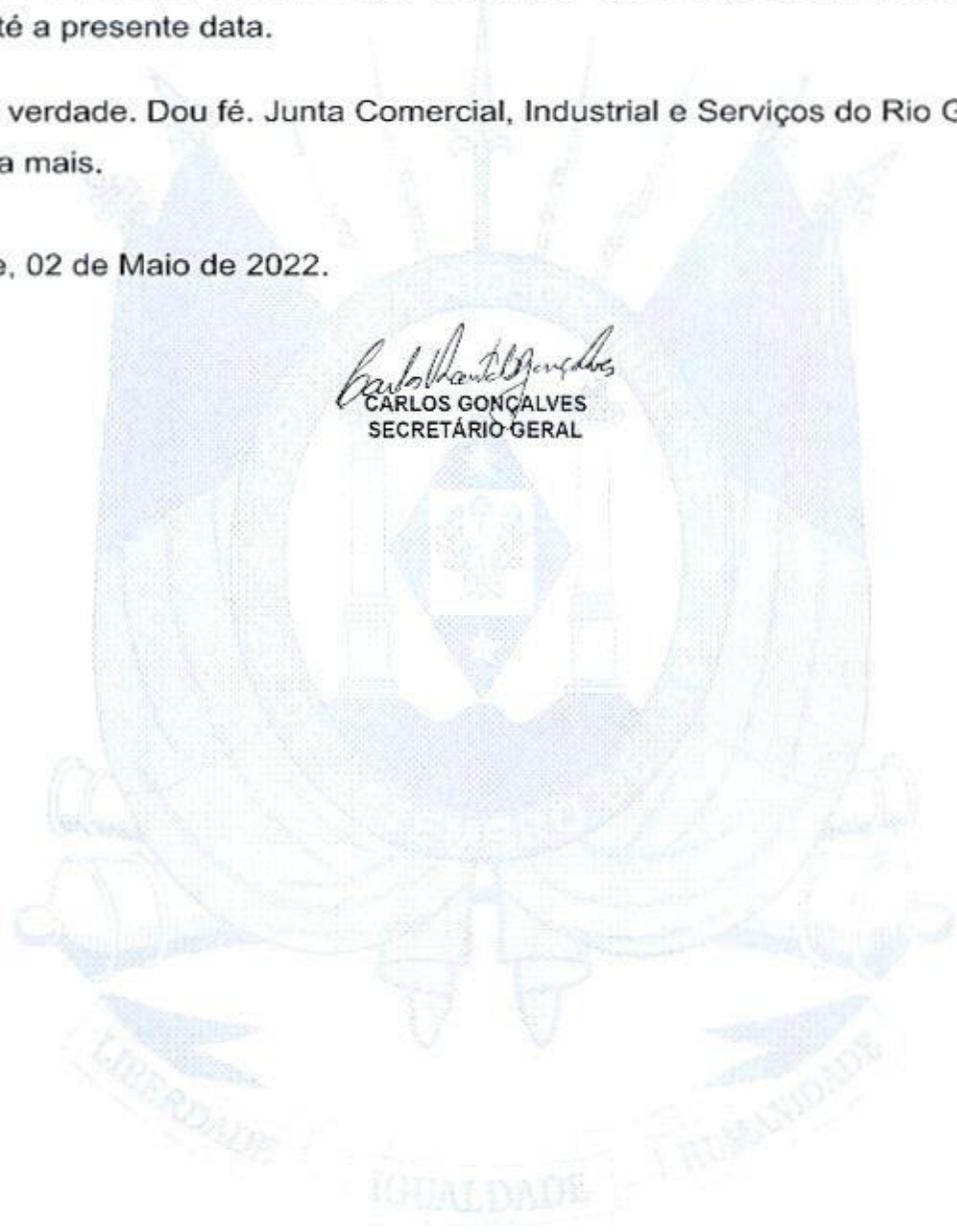 té a presente data.
verdade. Dou fé. Junta Comercial, Industrial e Serviços do Rio G
a mais.
e, 02 de Maio de 2022.
CARLOS GONÇALVES
SECRETÁRIO GERAL
LIBERDADE
IGUALDADE
HUMANIDADE